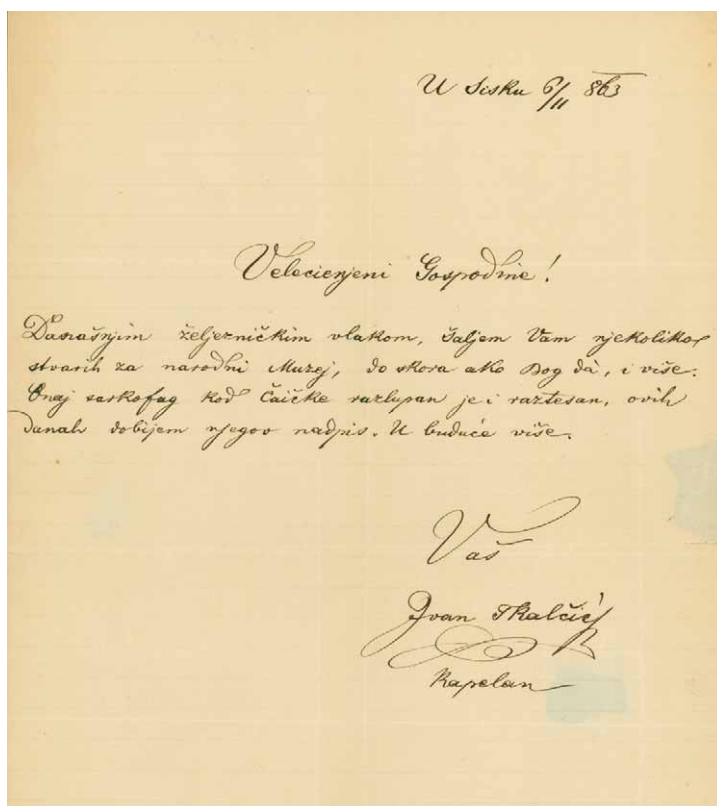 U Sisku 6/11 863
Velecienjeni Gospodine!
Današnjim željezničkim vlakom, šaljem Vam njekoliko
stvarih za narodni Muzej, do skora ako Bog dà, i više.
Onaj sarkofag kod Čaičke razlupan je i raztesan, ovih
danah dobijem njegov nadpis. U buduće više.
Vaš
Ivan Tkalčić
Kapelan